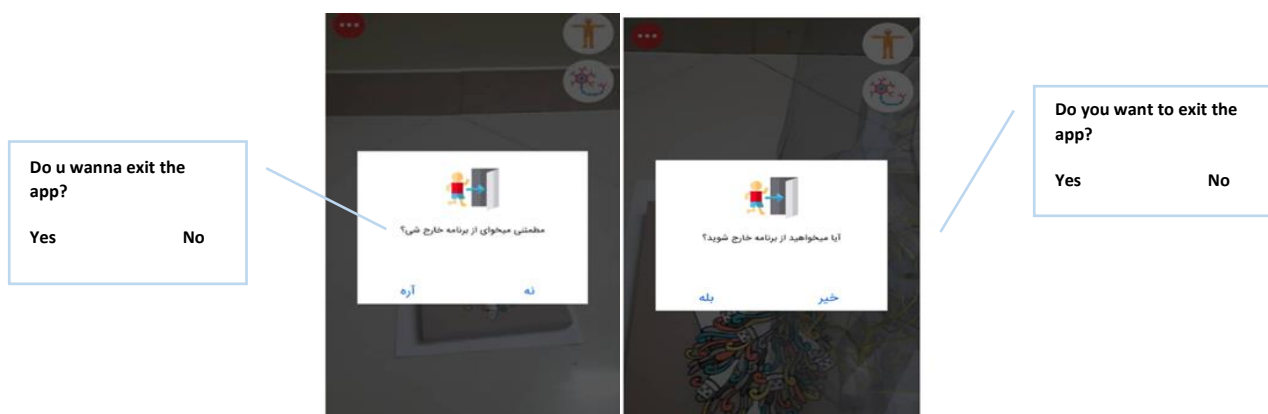 Do u wanna exit the
app?
Yes No
مطمئنی میخوای از برنامه خارج شی؟
آره نه
آیا میخواهید از برنامه خارج شوید؟
بله خیر
Do you want to exit the
app?
Yes No